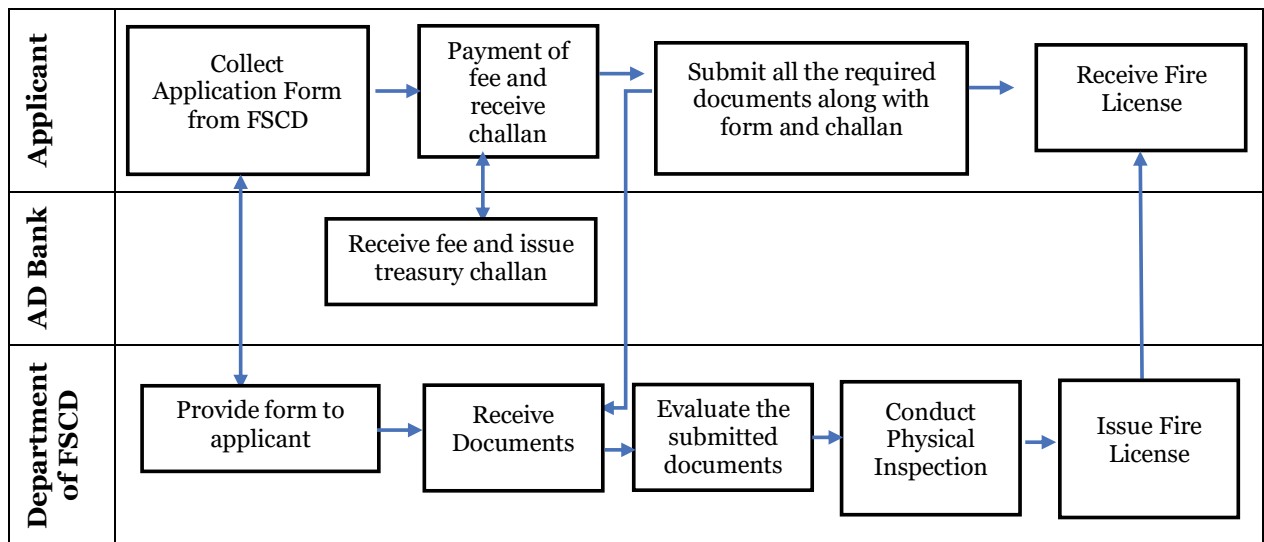 Applicant
Collect
Application Form
from FSCD
Payment of
fee and
receive
challan
Submit all the required
documents along with
form and challan
Receive Fire
License
AD Bank
Receive fee and issue
treasury challan
Department
of FSCD
Provide form to
applicant
Receive
Documents
Evaluate the
submitted
documents
Conduct
Physical
Inspection
Issue Fire
License